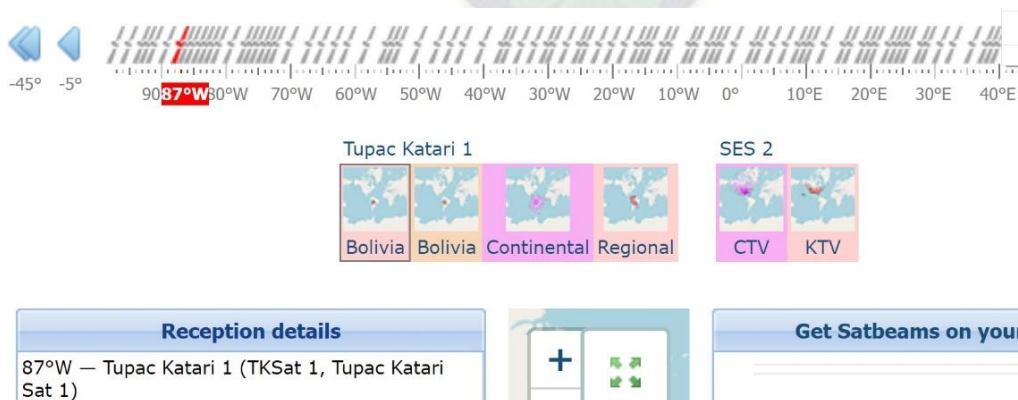 -45° -5° 90 87°W 80°W 70°W 60°W 50°W 40°W 30°W 20°W 10°W 0° 10°E 20°E 30°E 40°E
Tupac Katari 1 SES 2
Bolivia Bolivia Continental Regional CTV KTV
Reception details Get Satbeams on your
87°W — Tupac Katari 1 (TKSat 1, Tupac Katari
Sat 1)